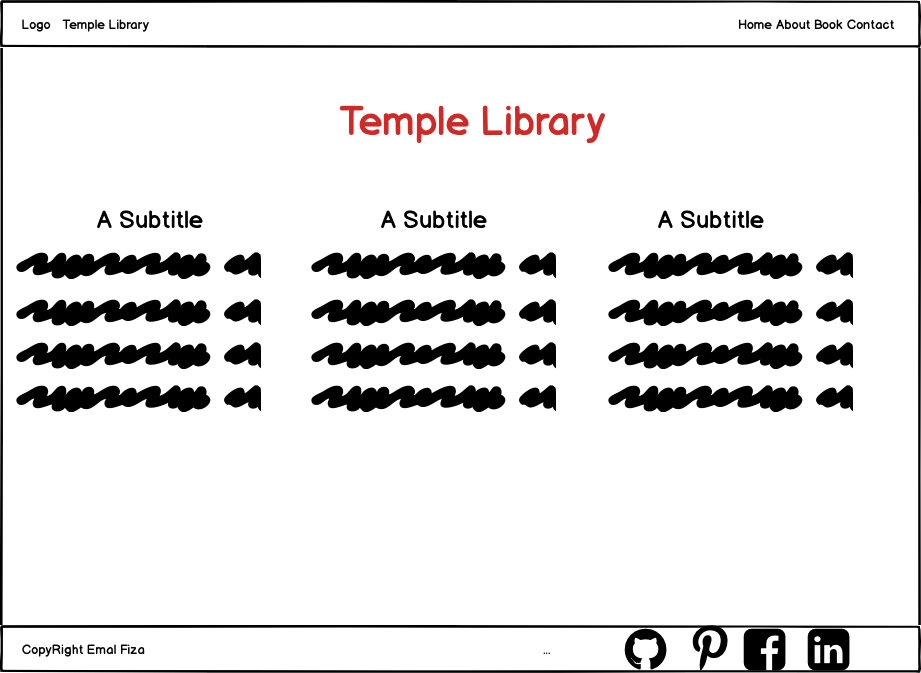 Logo Temple Library Home About Book Contact
Temple Library
A Subtitle A Subtitle A Subtitle
CopyRight Emal Fiza ...